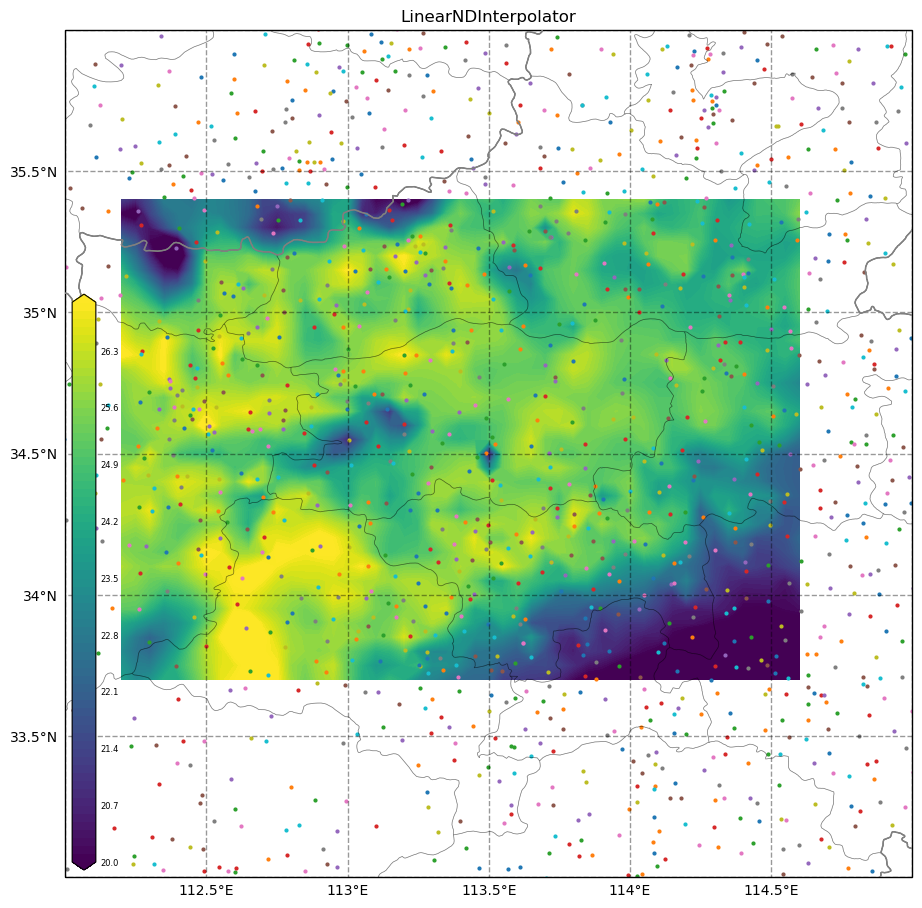 LinearNDInterpolator
35.5°N
35°N
34.5°N
34°N
33.5°N
26.3
25.6
24.9
24.2
23.5
22.8
22.1
21.4
20.7
20.0
112.5°E
113°E
113.5°E
114°E
114.5°E